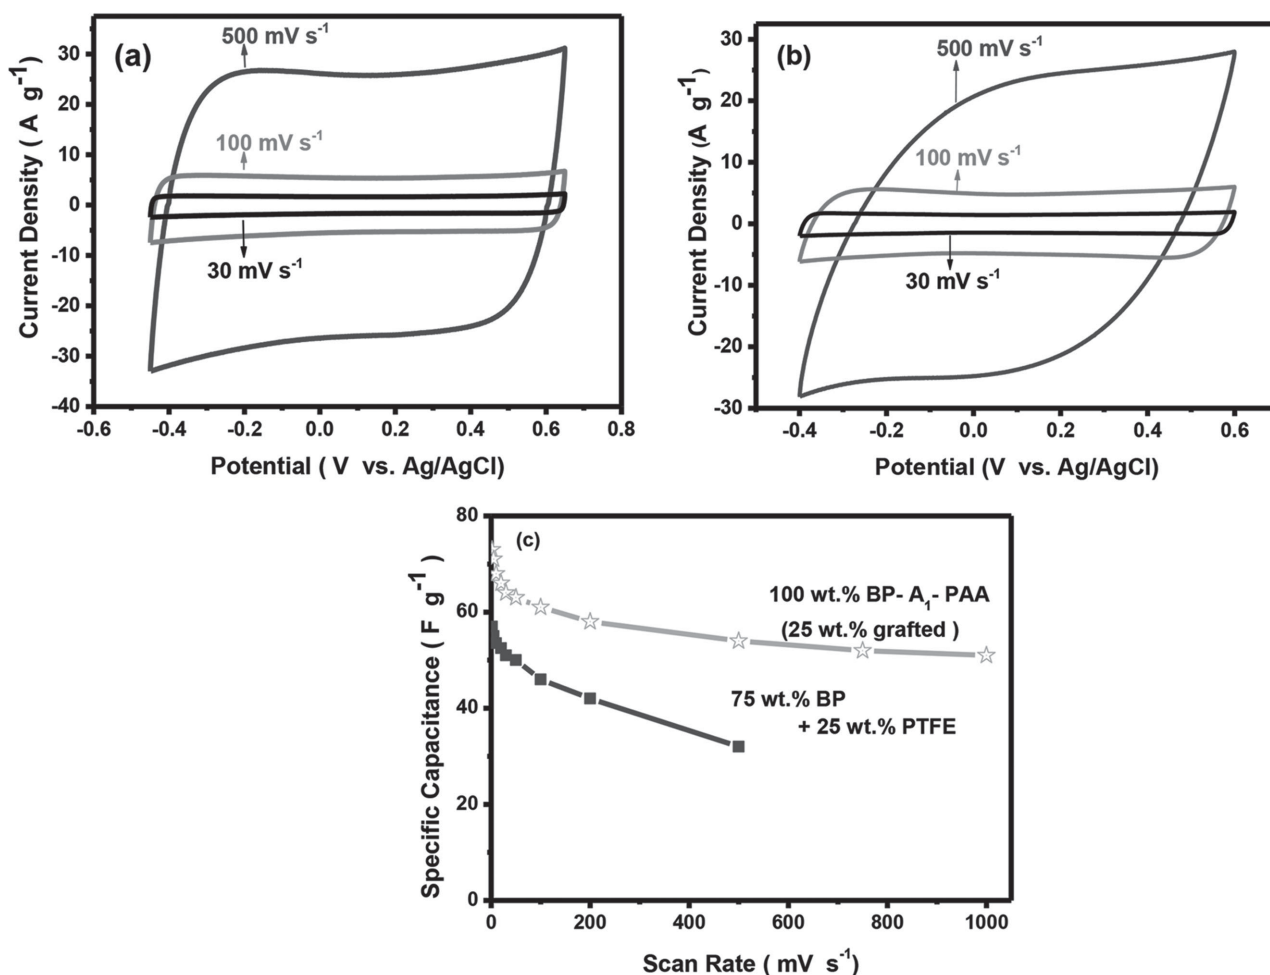 (a)
500 mV s⁻¹
100 mV s⁻¹
30 mV s⁻¹
30
20
10
0
-10
-20
-30
-40
-0.6 -0.4 -0.2 0.0 0.2 0.4 0.6 0.8
Current Density ( A g⁻¹)
Potential ( V vs. Ag/AgCl)
(b)
500 mV s⁻¹
100 mV s⁻¹
30 mV s⁻¹
30
20
10
0
-10
-20
-30
-0.4 -0.2 0.0 0.2 0.4 0.6
Current Density (A g⁻¹)
Potential (V vs. Ag/AgCl)
(c)
100 wt.% BP- A₁- PAA
(25 wt.% grafted )
75 wt.% BP
+ 25 wt.% PTFE
80
60
40
20
0
0 200 400 600 800 1000
Specific Capacitance ( F g⁻¹ )
Scan Rate ( mV s⁻¹)